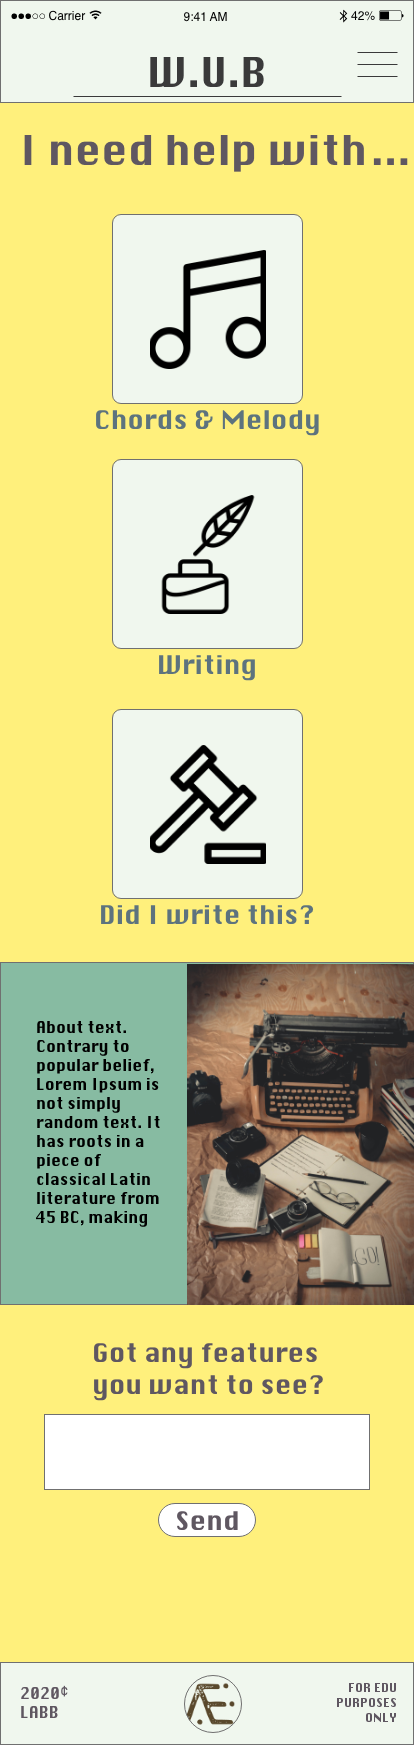 Carrier 9:41 AM 42%
W.U.B
I need help with...
Chords & Melody
Writing
Did I write this?
About text.
Contrary to
popular belief,
Lorem Ipsum is
not simply
random text. It
has roots in a
piece of
classical Latin
literature from
45 BC, making
GO!
Got any features
you want to see?
Send
2020¢
LABB
Æ
FOR EDU
PURPOSES
ONLY